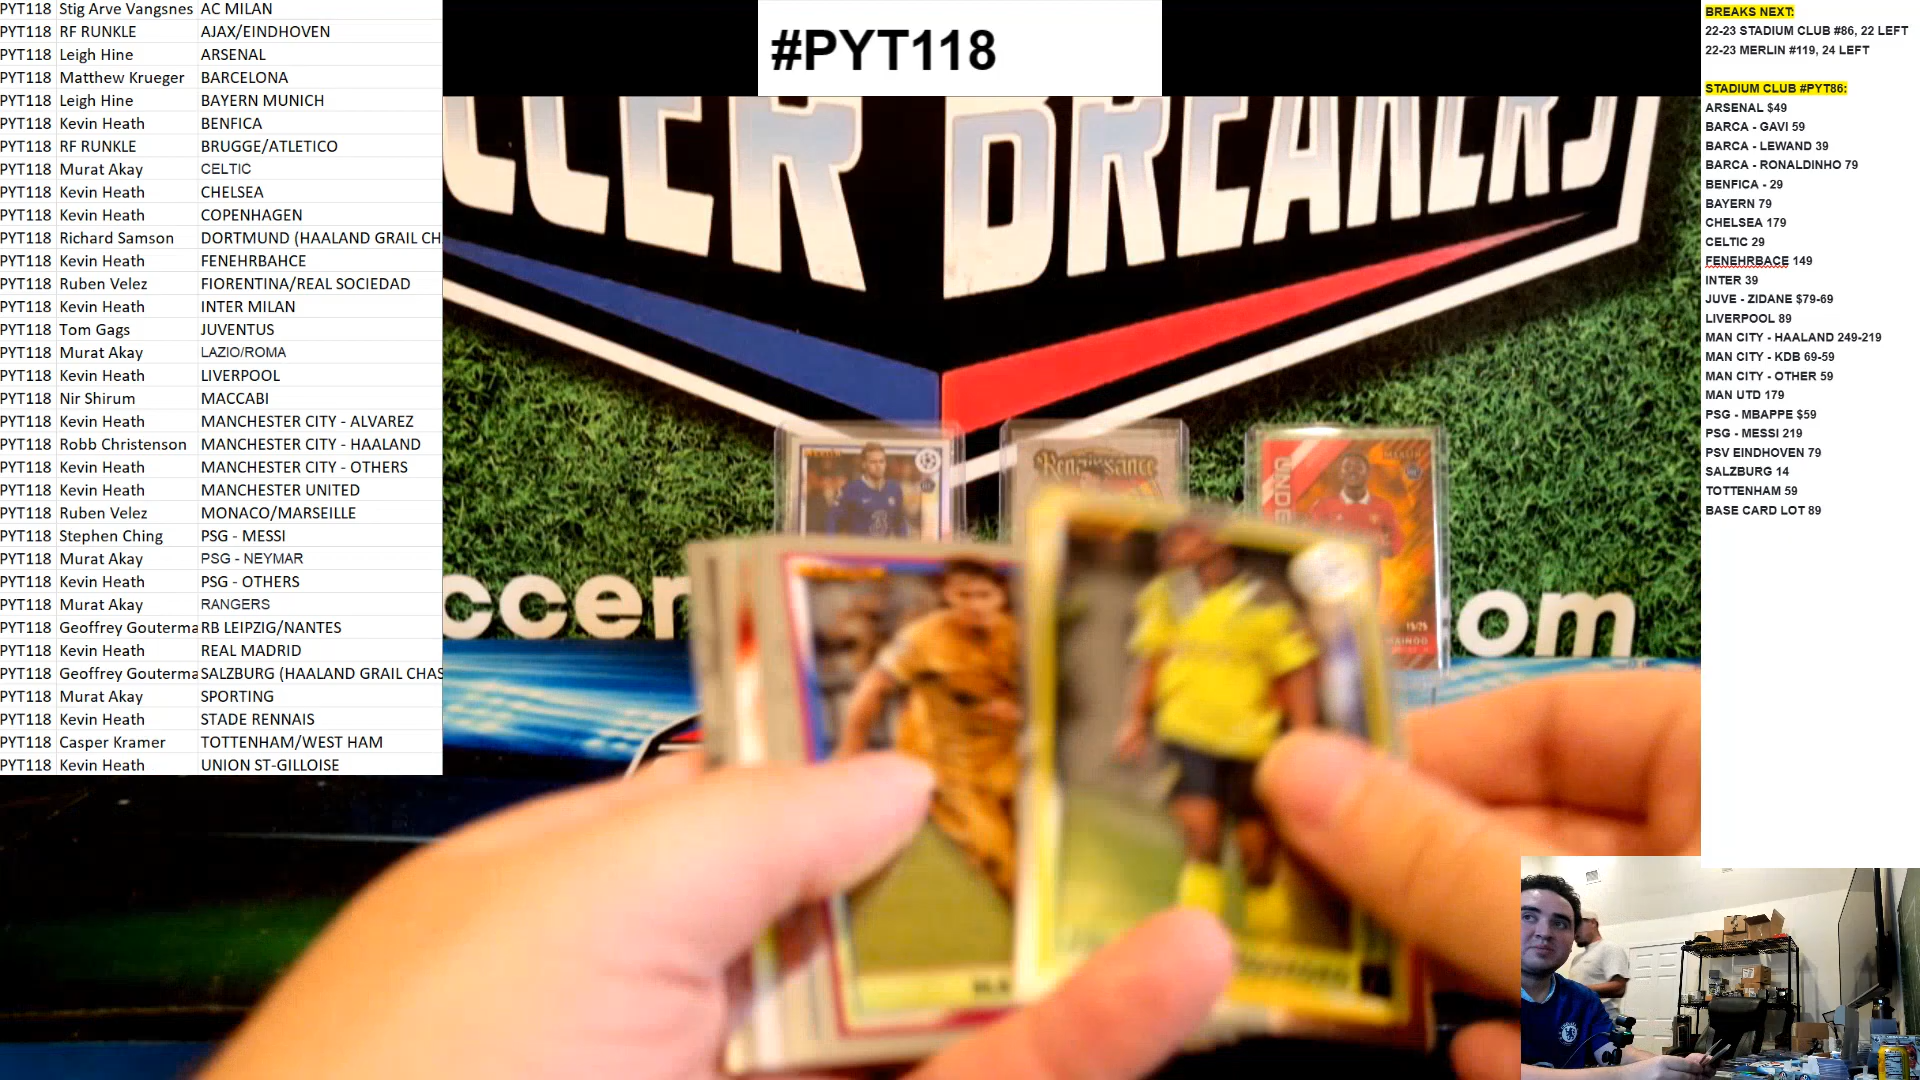 PYT118 Stig Arve Vangsnes AC MILAN
PYT118 RF RUNKLE AJAX/EINDHOVEN
PYT118 Leigh Hine ARSENAL
PYT118 Matthew Krueger BARCELONA
PYT118 Leigh Hine BAYERN MUNICH
PYT118 Kevin Heath BENFICA
PYT118 RF RUNKLE BRUGGE/ATLETICO
PYT118 Murat Akay CELTIC
PYT118 Kevin Heath CHELSEA
PYT118 Kevin Heath COPENHAGEN
PYT118 Richard Samson DORTMUND (HAALAND GRAIL CH
PYT118 Kevin Heath FENEHRBAHCE
PYT118 Ruben Velez FIORENTINA/REAL SOCIEDAD
PYT118 Kevin Heath INTER MILAN
PYT118 Tom Gags JUVENTUS
PYT118 Murat Akay LAZIO/ROMA
PYT118 Kevin Heath LIVERPOOL
PYT118 Nir Shirum MACCABI
PYT118 Kevin Heath MANCHESTER CITY - ALVAREZ
PYT118 Robb Christenson MANCHESTER CITY - HAALAND
PYT118 Kevin Heath MANCHESTER CITY - OTHERS
PYT118 Kevin Heath MANCHESTER UNITED
PYT118 Ruben Velez MONACO/MARSEILLE
PYT118 Stephen Ching PSG - MESSI
PYT118 Murat Akay PSG - NEYMAR
PYT118 Kevin Heath PSG - OTHERS
PYT118 Murat Akay RANGERS
PYT118 Geoffrey Gouterma RB LEIPZIG/NANTES
PYT118 Kevin Heath REAL MADRID
PYT118 Geoffrey Gouterma SALZBURG (HAALAND GRAIL CHAS
PYT118 Murat Akay SPORTING
PYT118 Kevin Heath STADE RENNAIS
PYT118 Casper Kramer TOTTENHAM/WEST HAM
PYT118 Kevin Heath UNION ST-GILLOISE
#PYT118
CCER BREAKERS
Renaissance
ccer
om
BREAKS NEXT:
22-23 STADIUM CLUB #86, 22 LEFT
22-23 MERLIN #119, 24 LEFT
STADIUM CLUB #PYT86:
ARSENAL $49
BARCA - GAVI 59
BARCA - LEWAND 39
BARCA - RONALDINHO 79
BENFICA - 29
BAYERN 79
CHELSEA 179
CELTIC 29
FENEHRBACE 149
INTER 39
JUVE - ZIDANE $79-69
LIVERPOOL 89
MAN CITY - HAALAND 249-219
MAN CITY - KDB 69-59
MAN CITY - OTHER 59
MAN UTD 179
PSG - MBAPPE $59
PSG - MESSI 219
PSV EINDHOVEN 79
SALZBURG 14
TOTTENHAM 59
BASE CARD LOT 89